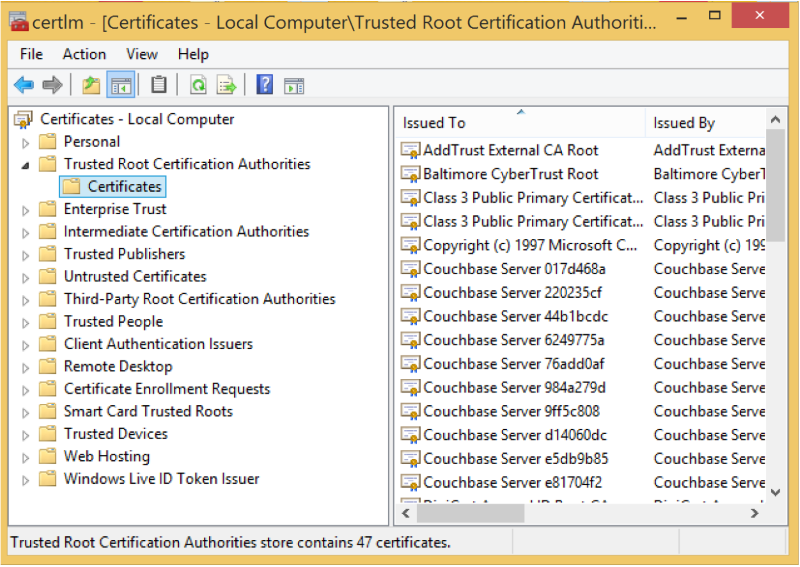 certlm - [Certificates - Local Computer\Trusted Root Certification Authoriti...
File Action View Help
Certificates - Local Computer
Personal
Trusted Root Certification Authorities
Certificates
Enterprise Trust
Intermediate Certification Authorities
Trusted Publishers
Untrusted Certificates
Third-Party Root Certification Authorities
Trusted People
Client Authentication Issuers
Remote Desktop
Certificate Enrollment Requests
Smart Card Trusted Roots
Trusted Devices
Web Hosting
Windows Live ID Token Issuer
Issued To Issued By
AddTrust External CA Root AddTrust Externa
Baltimore CyberTrust Root Baltimore CyberT
Class 3 Public Primary Certificat... Class 3 Public Pri
Class 3 Public Primary Certificat... Class 3 Public Pri
Copyright (c) 1997 Microsoft C... Copyright (c) 199
Couchbase Server 017d468a Couchbase Serve
Couchbase Server 220235cf Couchbase Serve
Couchbase Server 44b1bcdc Couchbase Serve
Couchbase Server 6249775a Couchbase Serve
Couchbase Server 76add0af Couchbase Serve
Couchbase Server 984a279d Couchbase Serve
Couchbase Server 9ff5c808 Couchbase Serve
Couchbase Server d14060dc Couchbase Serve
Couchbase Server e5db9b85 Couchbase Serve
Couchbase Server e81704f2 Couchbase Serve
Trusted Root Certification Authorities store contains 47 certificates.